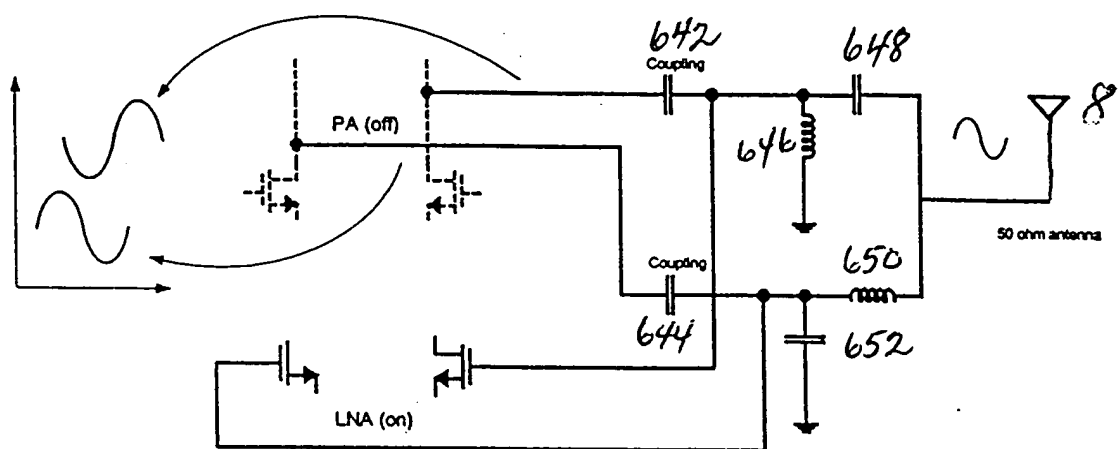 642
Coupling
648
8
PA (off)
646
50 ohm antenna
Coupling
650
644
652
LNA (on)